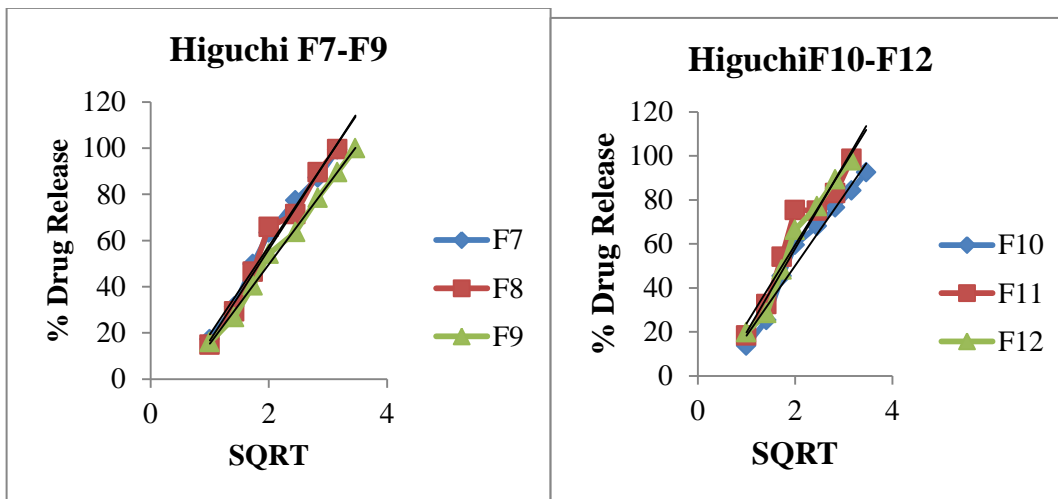 Higuchi F7-F9
% Drug Release
120
100
80
60
40
20
0
0 2 4
SQRT
F7
F8
F9
HiguchiF10-F12
% Drug Release
120
100
80
60
40
20
0
0 2 4
SQRT
F10
F11
F12